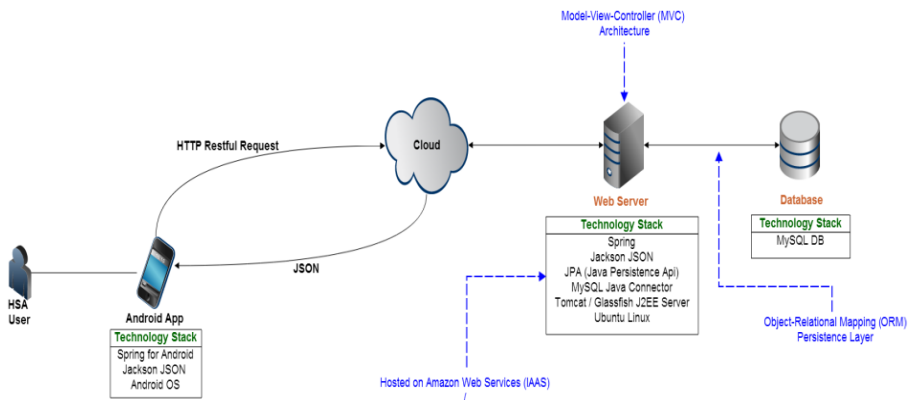 Model-View-Controller (MVC)
Architecture
HTTP Restful Request
Cloud
Web Server
Database
Technology Stack
Spring
Jackson JSON
JPA (Java Persistence Api)
MySQL Java Connector
Tomcat / Glassfish J2EE Server
Ubuntu Linux
Technology Stack
MySQL DB
JSON
HSA
User
Android App
Technology Stack
Spring for Android
Jackson JSON
Android OS
Object-Relational Mapping (ORM)
Persistence Layer
Hosted on Amazon Web Services (IAAS)